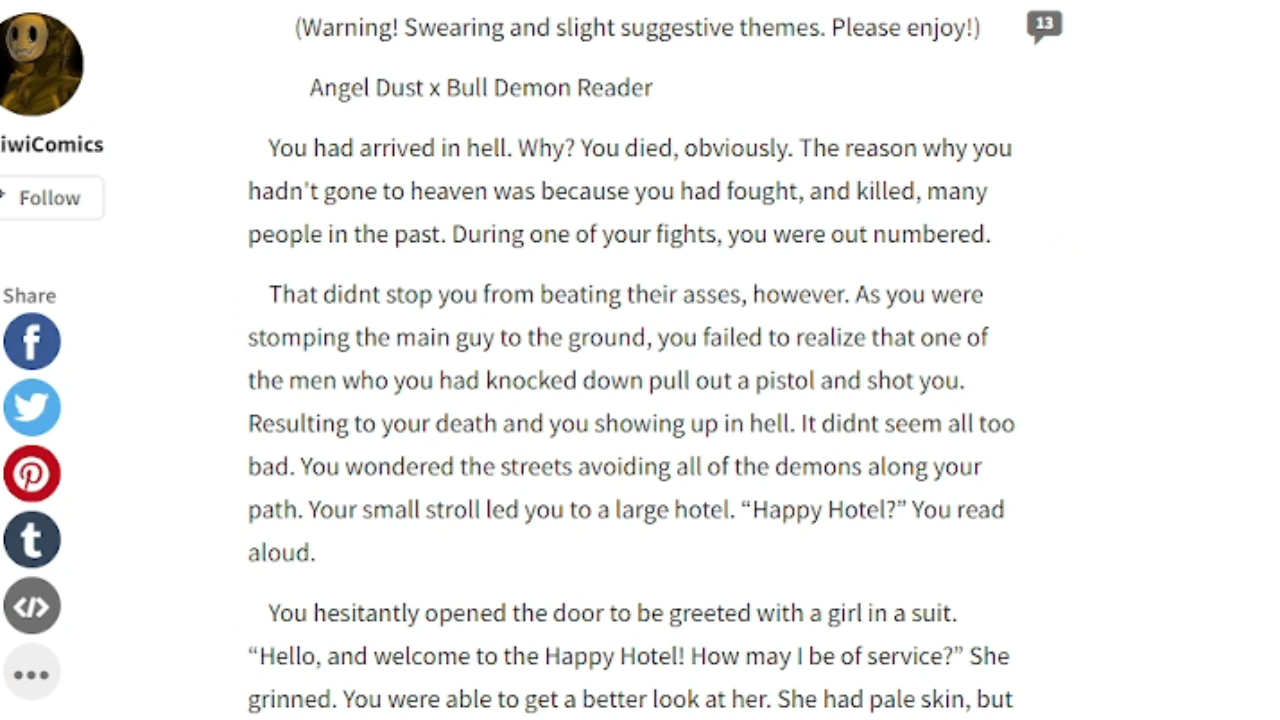 (Warning! Swearing and slight suggestive themes. Please enjoy!)
13
Angel Dust x Bull Demon Reader
iwiComics
Follow
You had arrived in hell. Why? You died, obviously. The reason why you
hadn't gone to heaven was because you had fought, and killed, many
people in the past. During one of your fights, you were out numbered.
Share
That didnt stop you from beating their asses, however. As you were
stomping the main guy to the ground, you failed to realize that one of
the men who you had knocked down pull out a pistol and shot you.
Resulting to your death and you showing up in hell. It didnt seem all too
bad. You wondered the streets avoiding all of the demons along your
path. Your small stroll led you to a large hotel. “Happy Hotel?” You read
aloud.
You hesitantly opened the door to be greeted with a girl in a suit.
“Hello, and welcome to the Happy Hotel! How may I be of service?” She
grinned. You were able to get a better look at her. She had pale skin, but